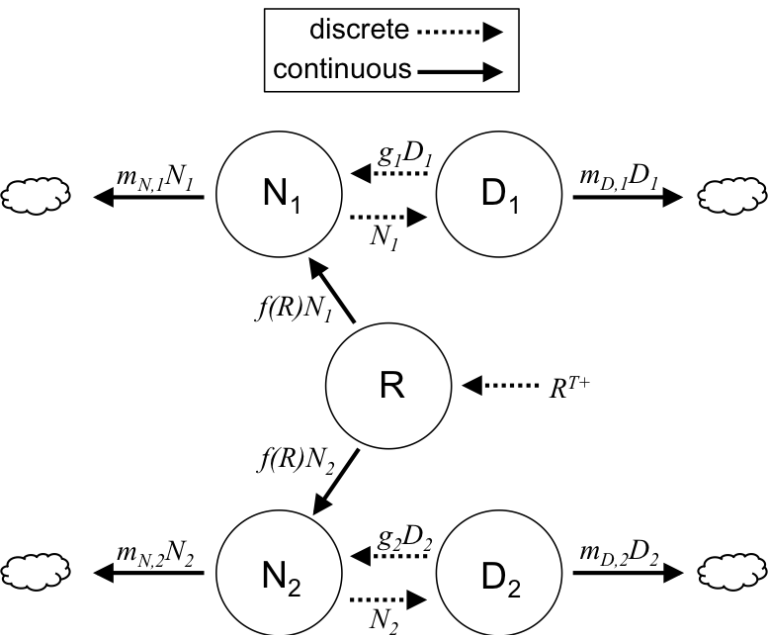 discrete
continuous
m_{N,1}N_1
N_1
g_1D_1
N_1
D_1
m_{D,1}D_1
f(R)N_1
R
R^{T+}
f(R)N_2
m_{N,2}N_2
N_2
g_2D_2
N_2
D_2
m_{D,2}D_2